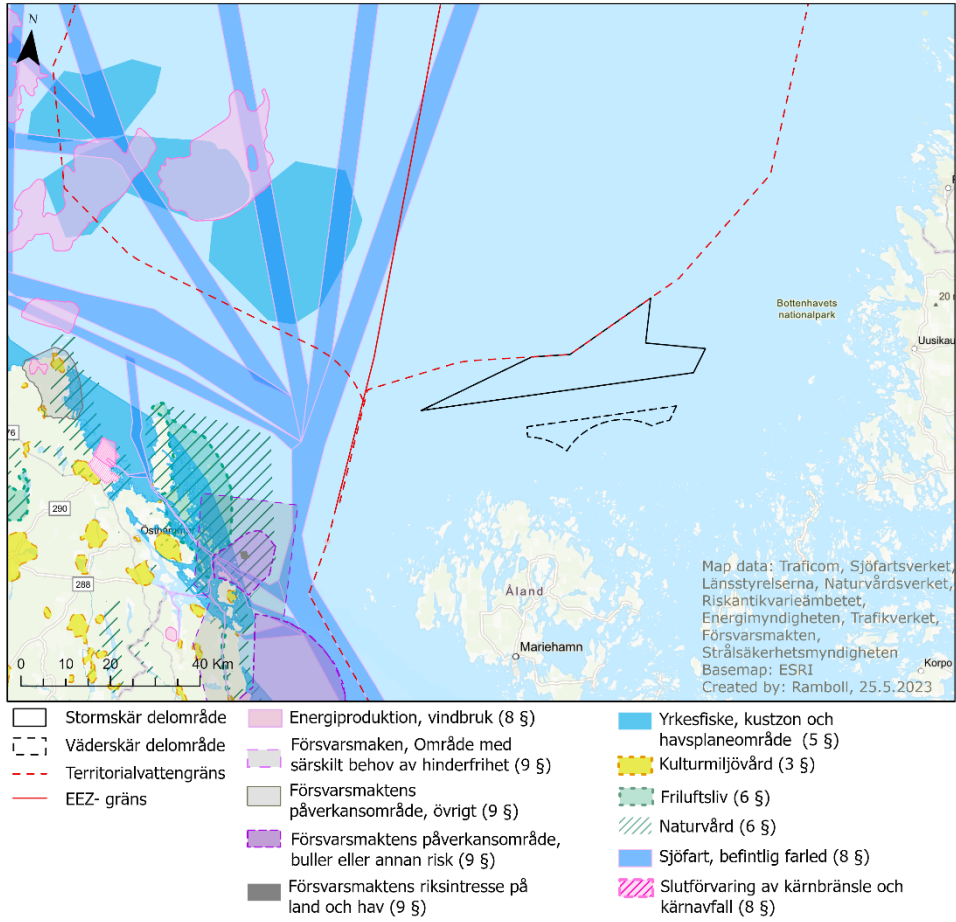 N
Bottenhavets
nationalpark
20
Uusikau
76
290
Östhammar
288
Åland
Mariehamn
Korpo
0 10 20 40 Km
Map data: Traficom, Sjöfartsverket,
Länsstyrelserna, Naturvårdsverket,
Riskantikvarieämbetet,
Energimyndigheten, Trafikverket,
Försvarsmakten,
Strålsäkerhetsmyndigheten
Basemap: ESRI
Created by: Ramboll, 25.5.2023
Stormskär delområde
Väderskär delområde
Territorialvattengräns
EEZ- gräns
Energiproduktion, vindbruk (8 §)
Försvarsmaken, Område med
särskilt behov av hinderfrihet (9 §)
Försvarsmaktens
påverkansområde, övrigt (9 §)
Försvarsmaktens påverkansområde,
buller eller annan risk (9 §)
Försvarsmaktens riksintresse på
land och hav (9 §)
Yrkesfiske, kustzon och
havsplaneområde (5 §)
Kulturmiljövård (3 §)
Friluftsliv (6 §)
Naturvård (6 §)
Sjöfart, befintlig farled (8 §)
Slutförvaring av kärnbränsle och
kärnavfall (8 §)